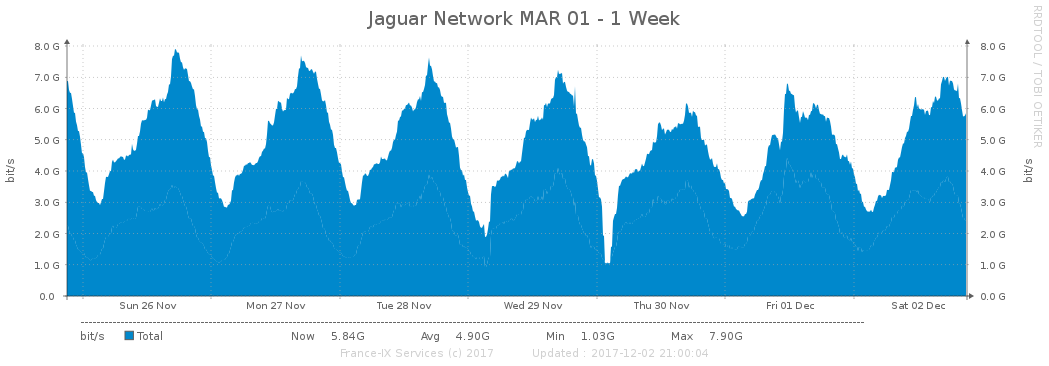 Jaguar Network MAR 01 - 1 Week
RRDTOOL / TOBI OETIKER
8.0 G 8.0 G
7.0 G 7.0 G
6.0 G 6.0 G
5.0 G 5.0 G
4.0 G 4.0 G
3.0 G 3.0 G
2.0 G 2.0 G
1.0 G 1.0 G
0.0 0.0 G
bit/s bit/s
Sun 26 Nov Mon 27 Nov Tue 28 Nov Wed 29 Nov Thu 30 Nov Fri 01 Dec Sat 02 Dec
bit/s Total Now 5.84G Avg 4.90G Min 1.03G Max 7.90G
France-IX Services (c) 2017 Updated : 2017-12-02 21:00:04